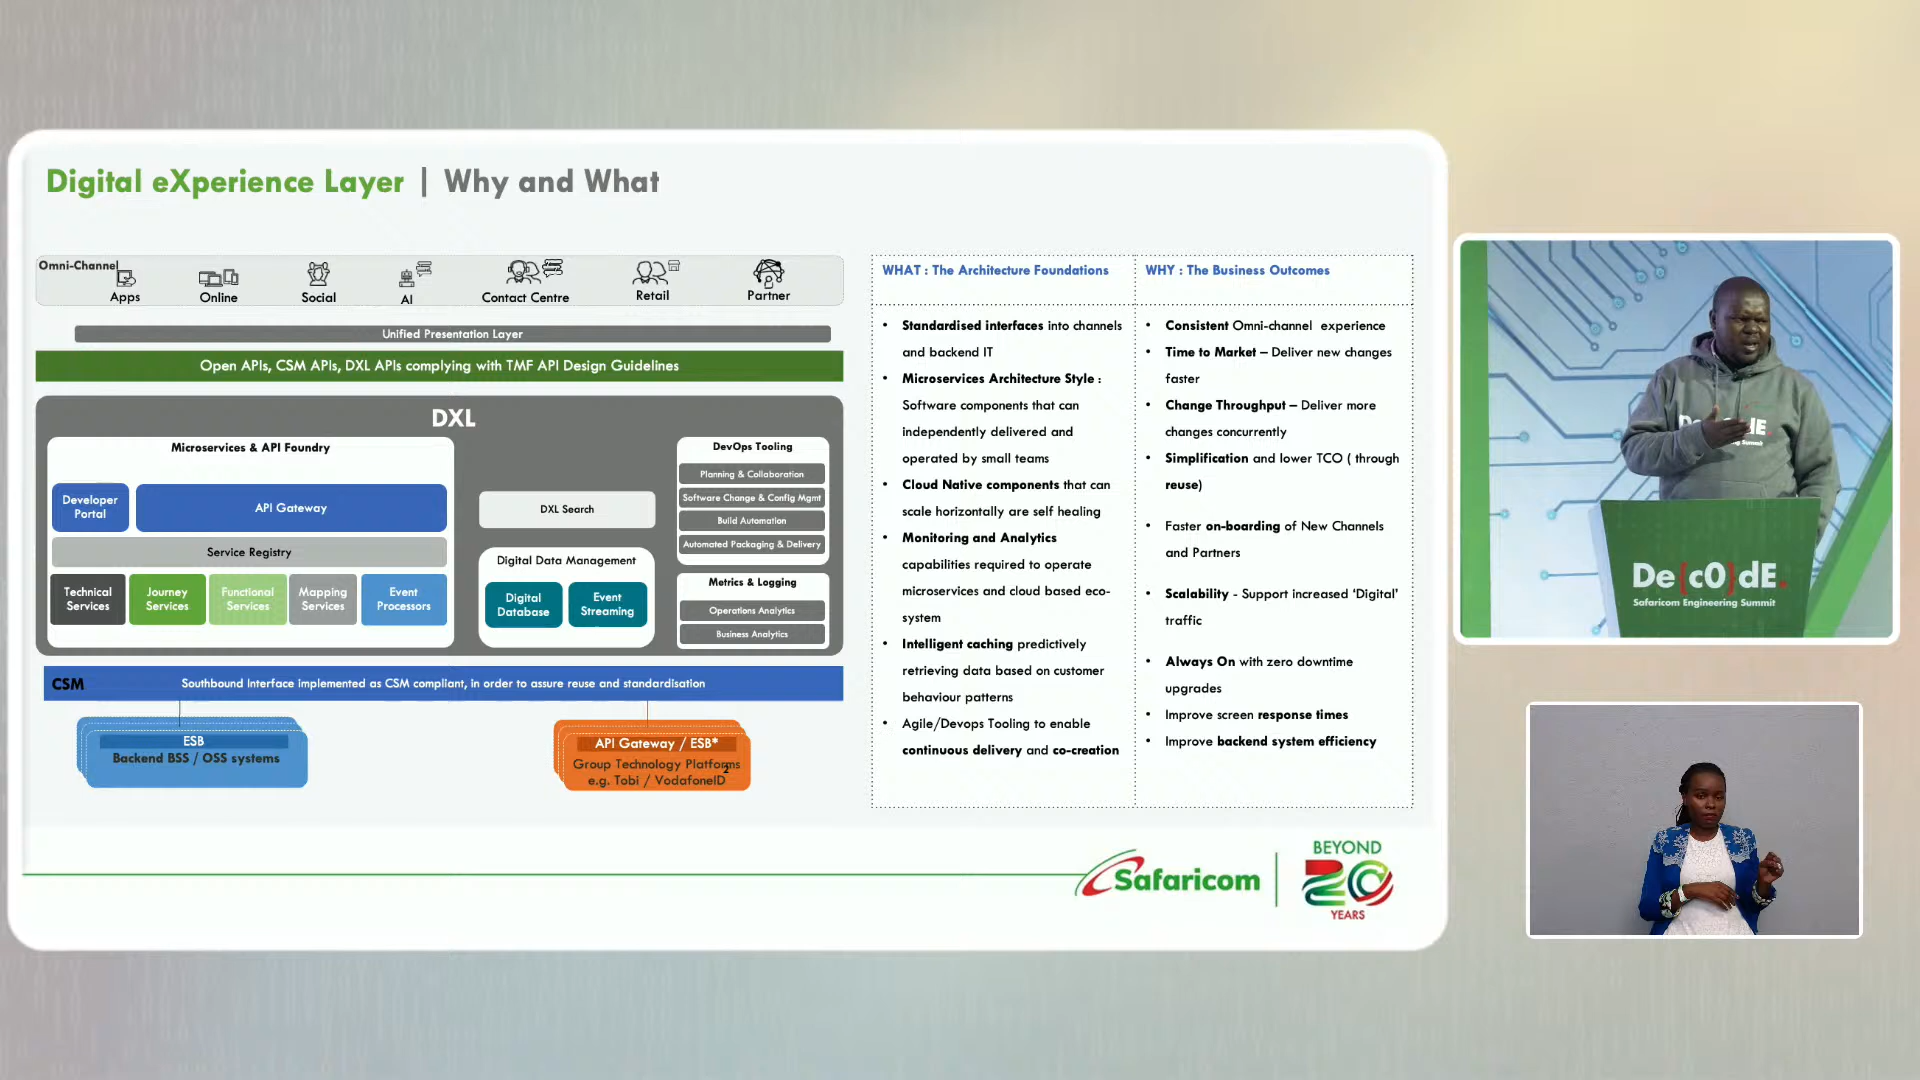 Digital eXperience Layer | Why and What
Omni-Channel
Apps
Online
Social
AI
Contact Centre
Retail
Partner
Unified Presentation Layer
Open APIs, CSM APIs, DXL APIs complying with TMF API Design Guidelines
DXL
Microservices & API Foundry
Developer
Portal
API Gateway
Service Registry
Technical
Services
Journey
Services
Functional
Services
Mapping
Services
Event
Processors
DXL Search
Digital Data Management
Digital
Database
Event
Streaming
DevOps Tooling
Planning & Collaboration
Software Change & Config Mgmt
Build Automation
Automated Packaging & Delivery
Metrics & Logging
Operations Analytics
Business Analytics
CSM
Southbound Interface implemented as CSM compliant, in order to assure reuse and standardisation
ESB
Backend BSS / OSS systems
API Gateway / ESB*
Group Technology Platforms
e.g. Tobi / VodafoneID
2
WHAT : The Architecture Foundations
• Standardised interfaces into channels
and backend IT
• Microservices Architecture Style :
Software components that can
independently delivered and
operated by small teams
• Cloud Native components that can
scale horizontally are self healing
• Monitoring and Analytics
capabilities required to operate
microservices and cloud based eco-
system
• Intelligent caching predictively
retrieving data based on customer
behaviour patterns
• Agile/Devops Tooling to enable
continuous delivery and co-creation
WHY : The Business Outcomes
• Consistent Omni-channel experience
• Time to Market – Deliver new changes
faster
• Change Throughput – Deliver more
changes concurrently
• Simplification and lower TCO ( through
reuse)
• Faster on-boarding of New Channels
and Partners
• Scalability - Support increased ‘Digital’
traffic
• Always On with zero downtime
upgrades
• Improve screen response times
• Improve backend system efficiency
Safaricom
BEYOND
20
YEARS
De{c0}dE.
Safaricom Engineering Summit